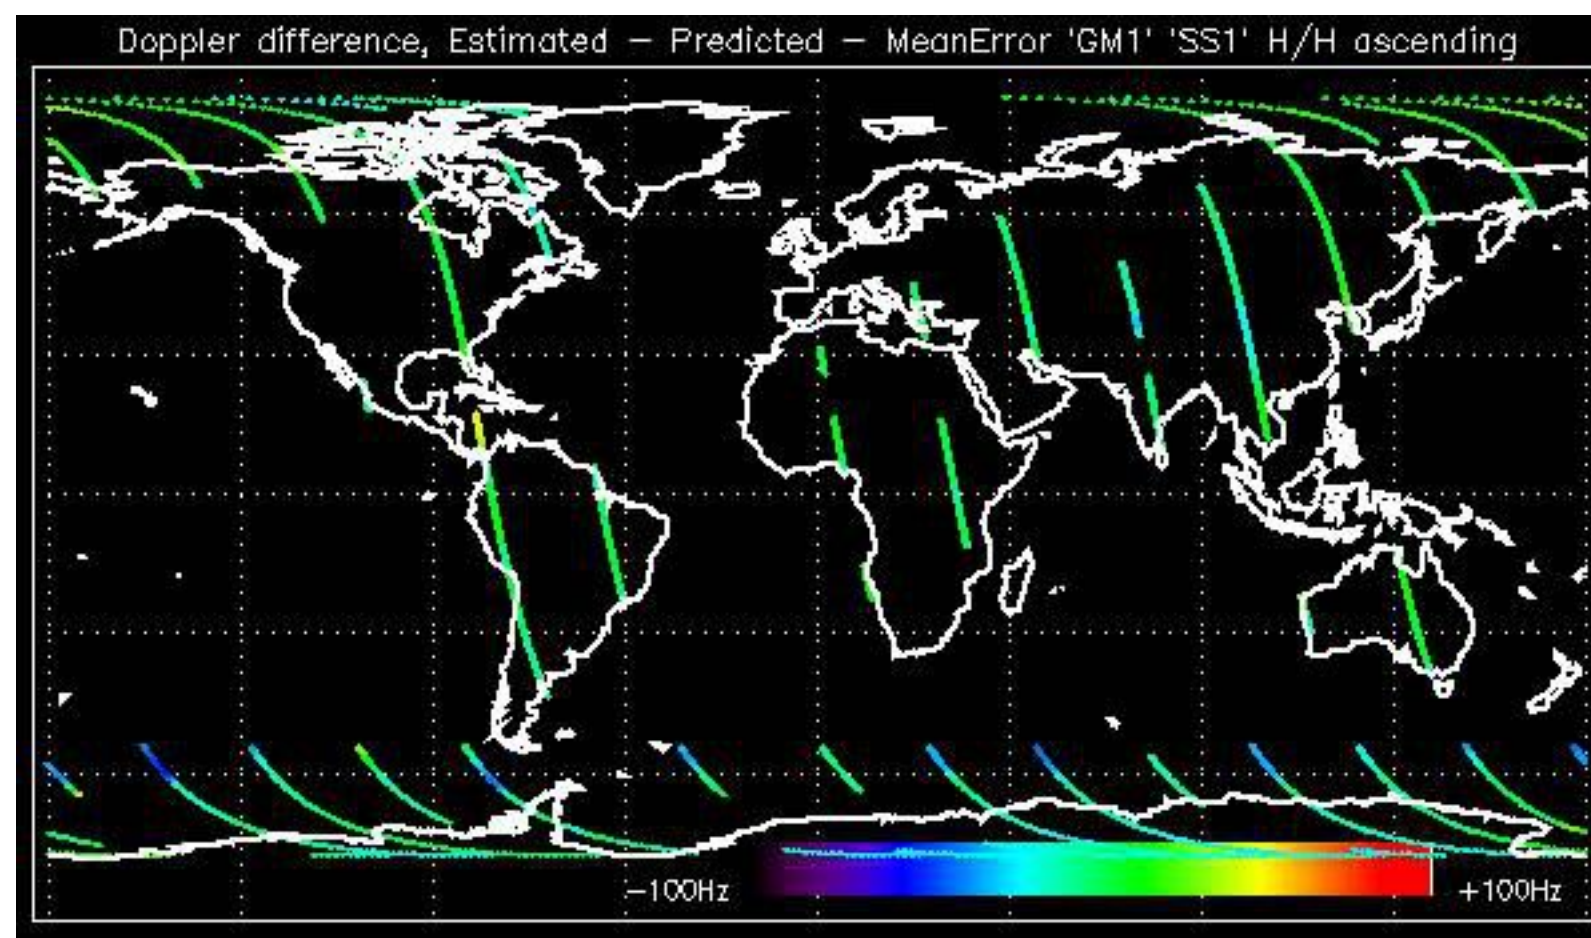 Doppler difference, Estimated − Predicted − MeanError 'GM1' 'SS1' H/H ascending
−100Hz +100Hz